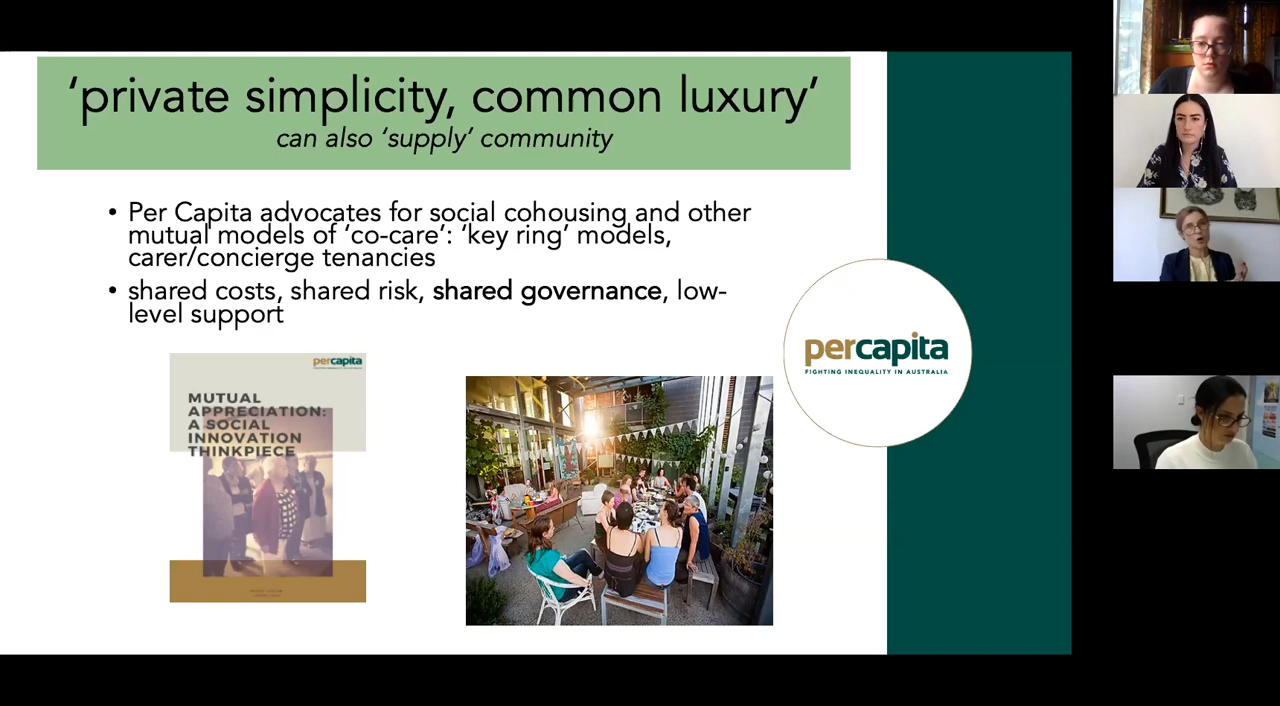 ‘private simplicity, common luxury’
can also ‘supply’ community
• Per Capita advocates for social cohousing and other
mutual models of ‘co-care’: ‘key ring’ models,
carer/concierge tenancies
• shared costs, shared risk, shared governance, low-
level support
percapita
MUTUAL
APPRECIATION:
A SOCIAL
INNOVATION
THINKPIECE
percapita
FIGHTING INEQUALITY IN AUSTRALIA